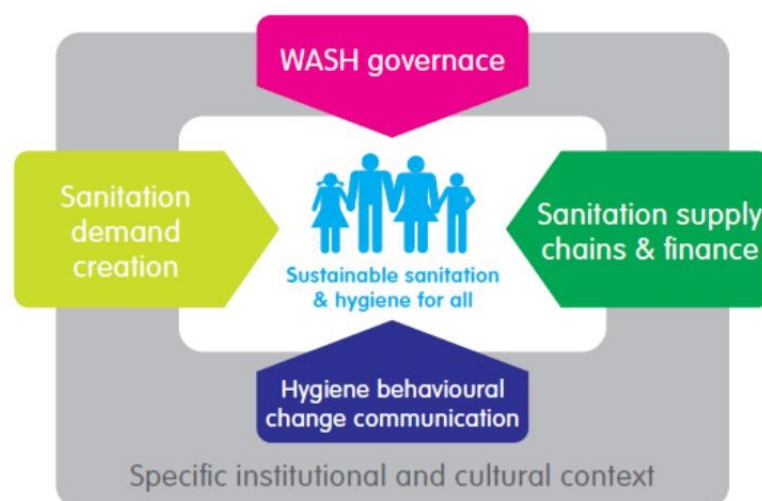 WASH governace
Sanitation
demand
creation
Sanitation supply
chains & finance
Sustainable sanitation
& hygiene for all
Hygiene behavioural
change communication
Specific institutional and cultural context